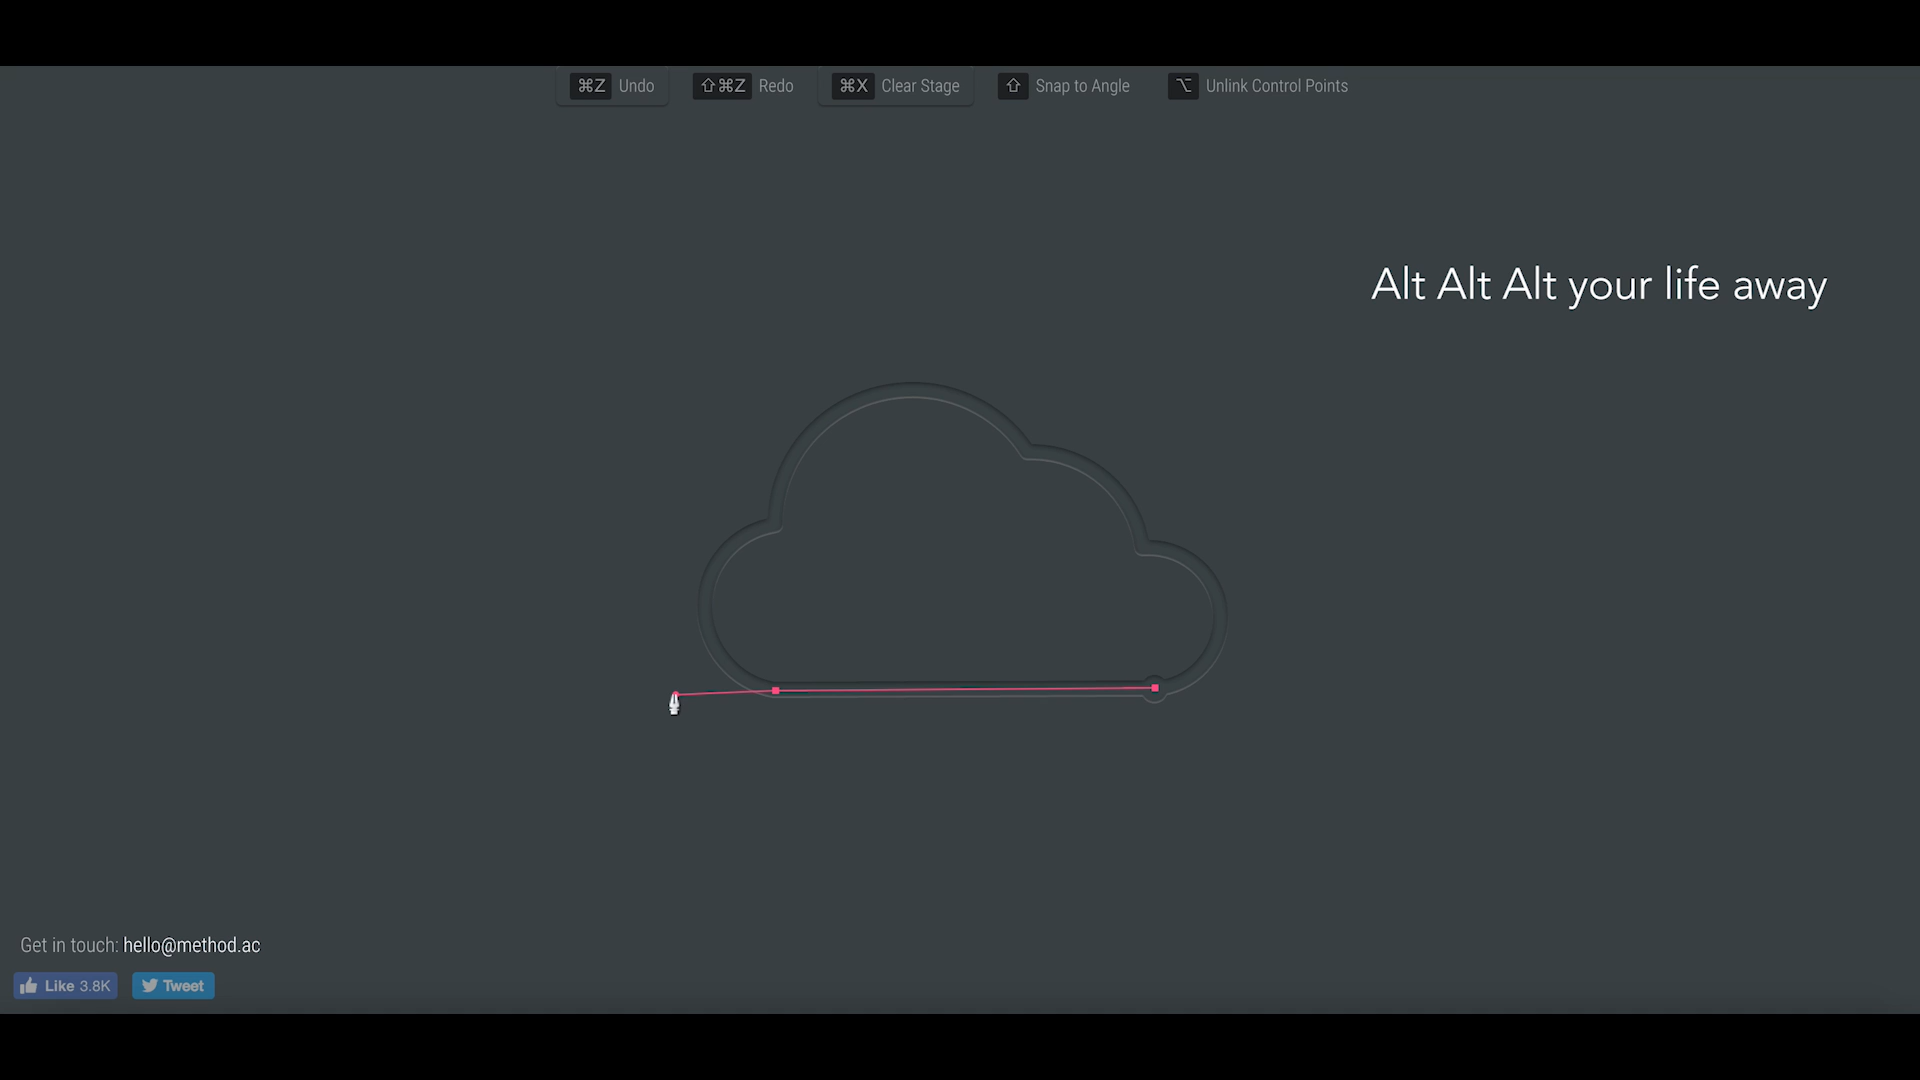 ⌘Z Undo ⇧⌘Z Redo ⌘X Clear Stage ⇧ Snap to Angle ⌥ Unlink Control Points
Alt Alt Alt your life away
Get in touch: hello@method.ac
Like 3.8K Tweet